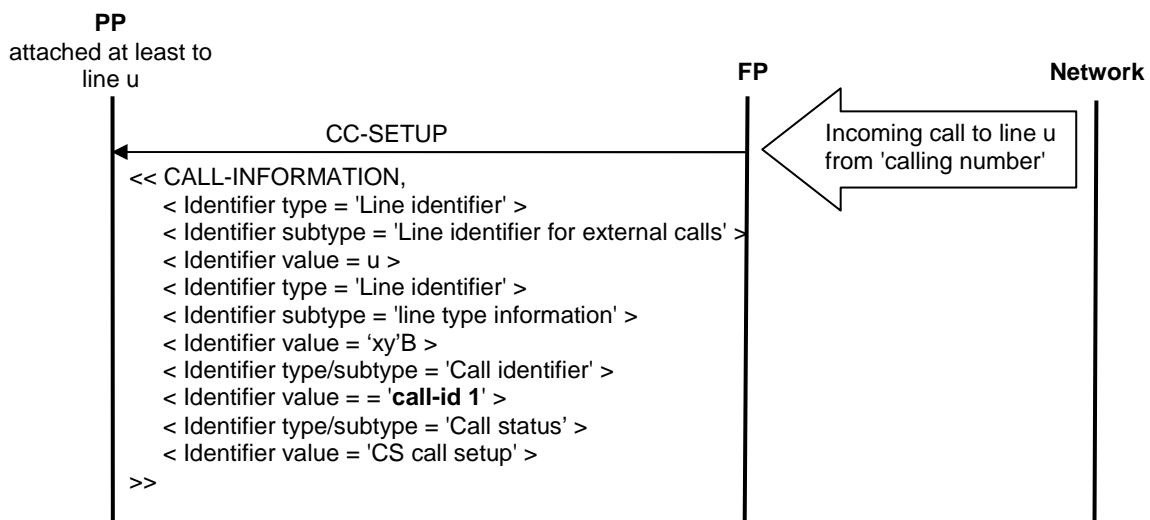 PP
attached at least to
line u
FP
Network
Incoming call to line u
from 'calling number'
CC-SETUP
<< CALL-INFORMATION,
< Identifier type = 'Line identifier' >
< Identifier subtype = 'Line identifier for external calls' >
< Identifier value = u >
< Identifier type = 'Line identifier' >
< Identifier subtype = 'line type information' >
< Identifier value = ‘xy’B >
< Identifier type/subtype = 'Call identifier' >
< Identifier value = = 'call-id 1' >
< Identifier type/subtype = 'Call status’ >
< Identifier value = 'CS call setup' >
>>